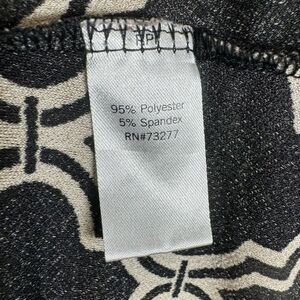 95% Polyester
5% Spandex
RN#73277